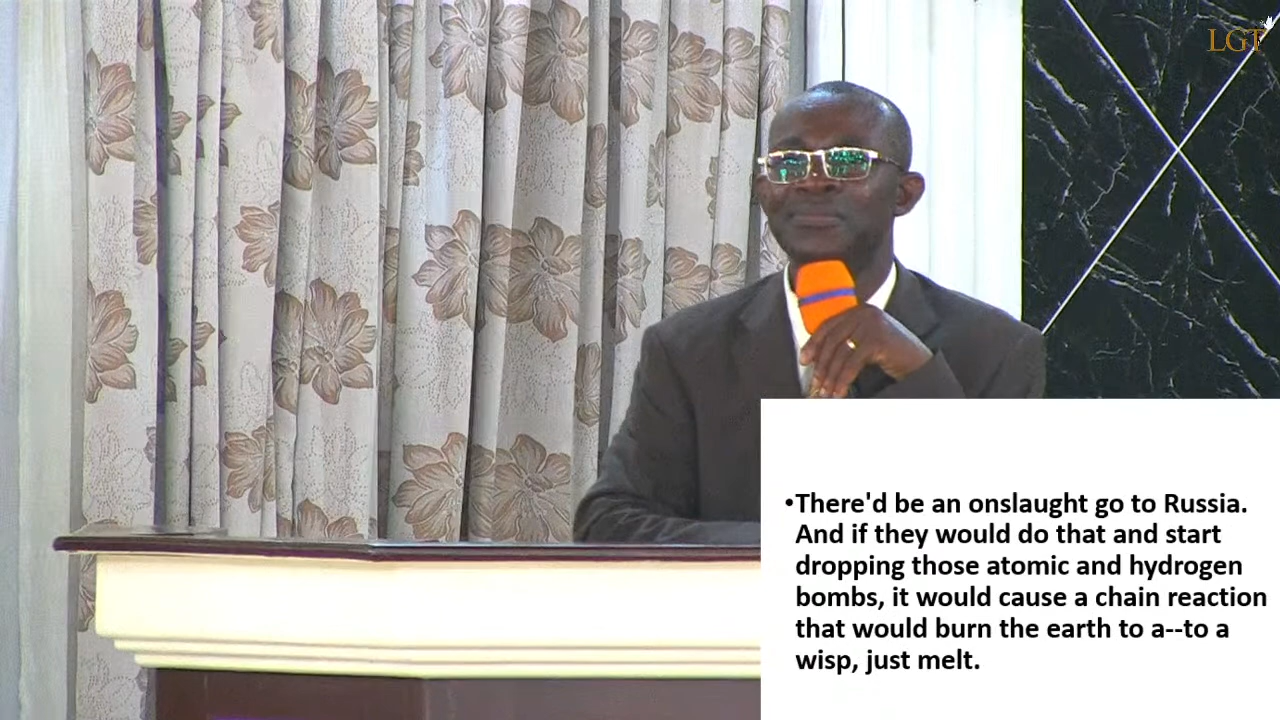 LGT
•There'd be an onslaught go to Russia.
And if they would do that and start
dropping those atomic and hydrogen
bombs, it would cause a chain reaction
that would burn the earth to a--to a
wisp, just melt.